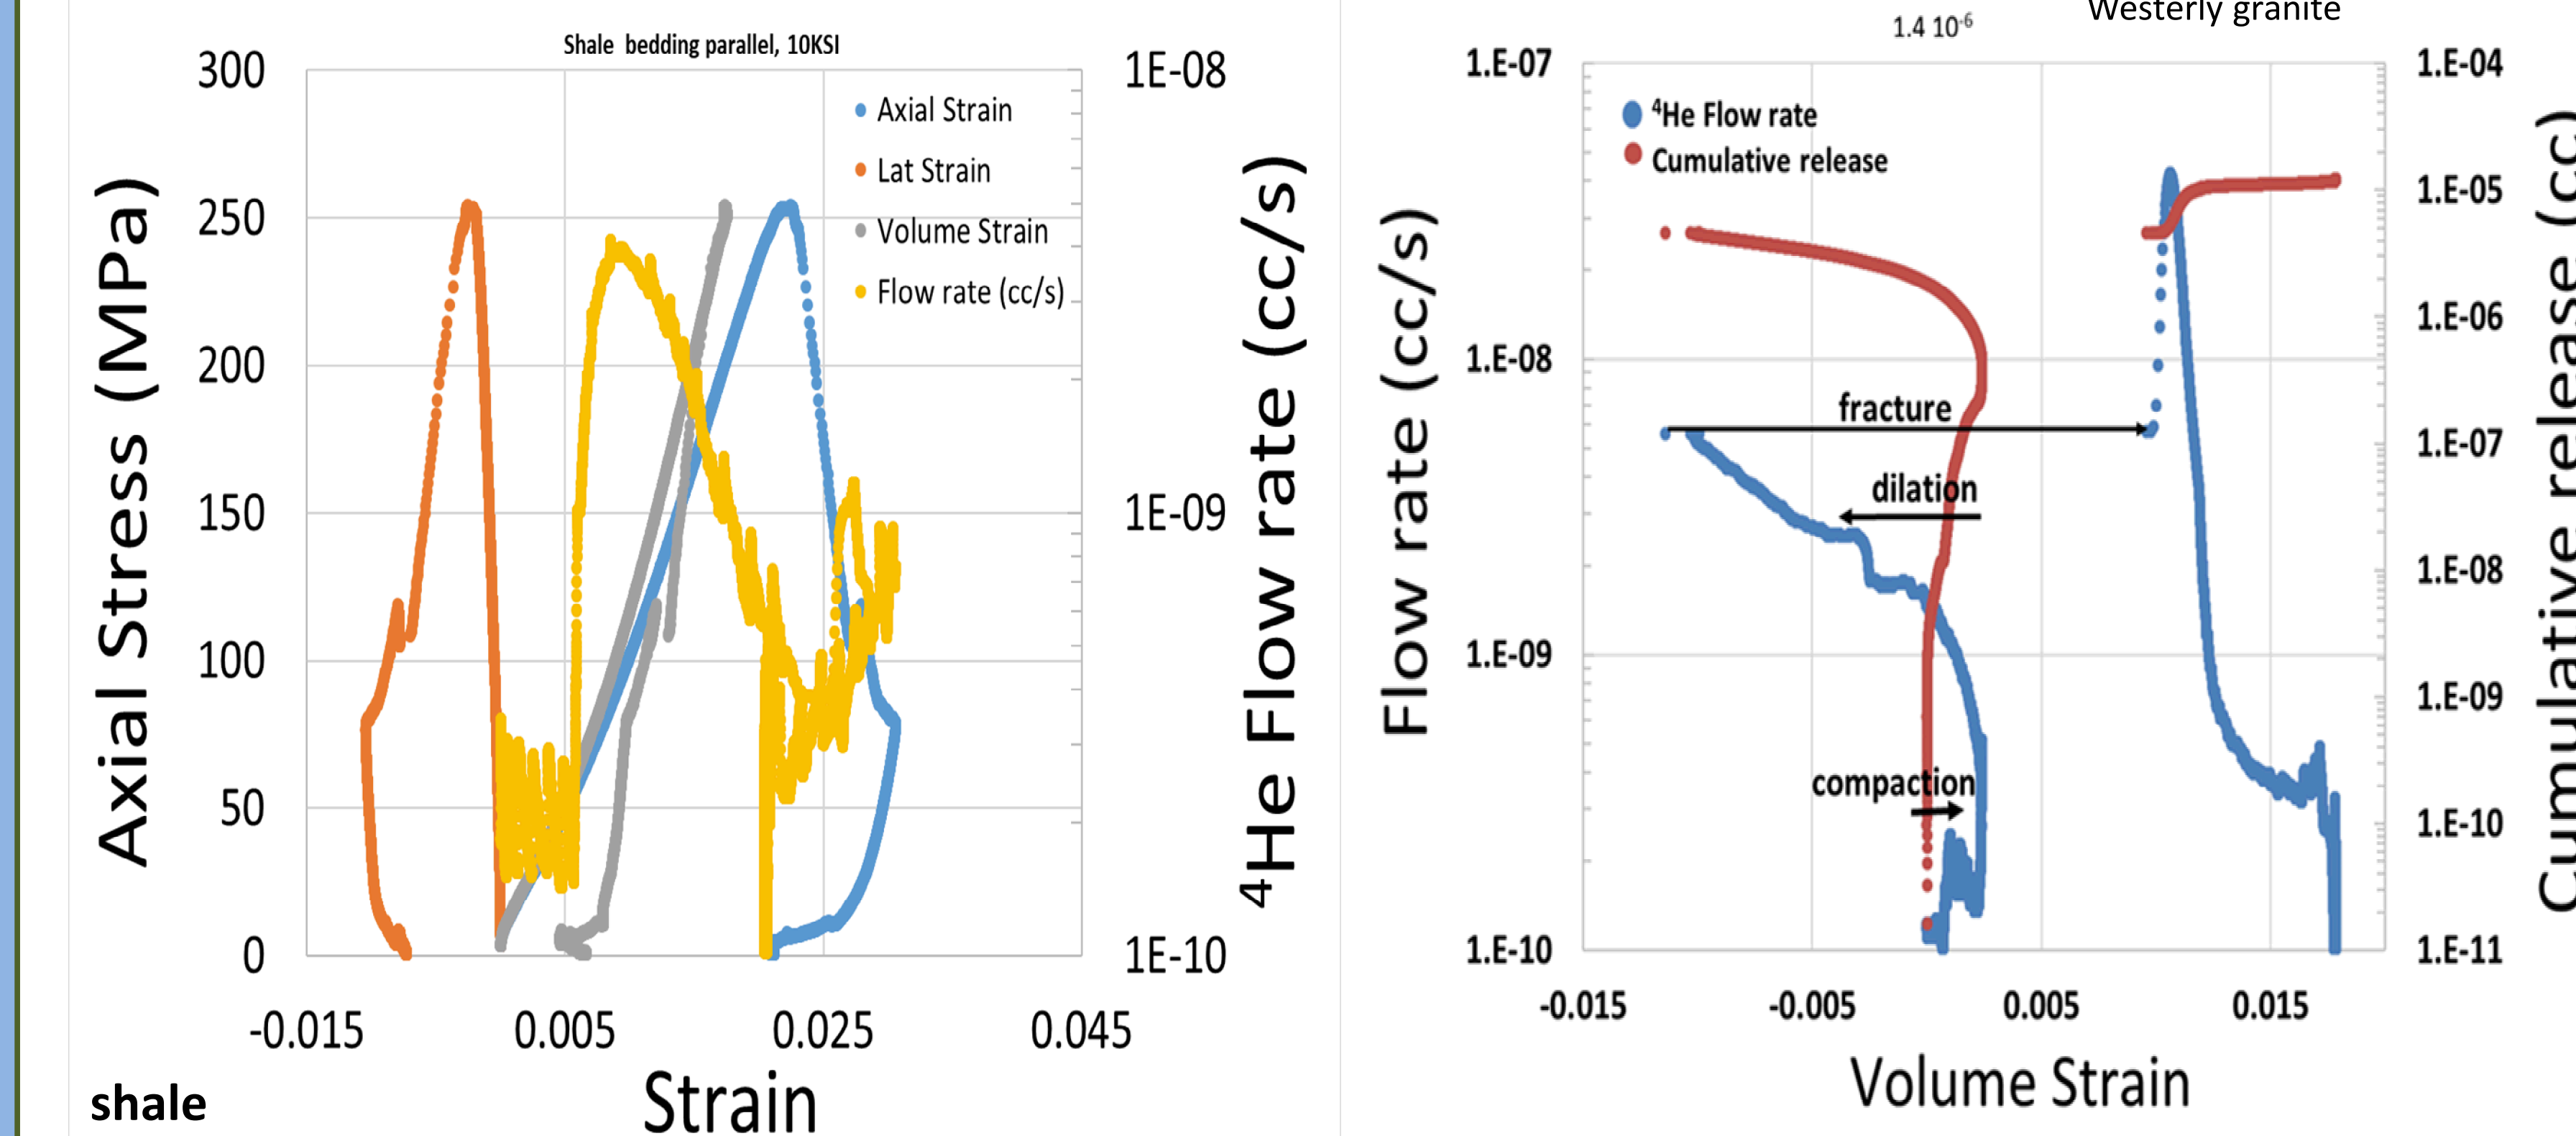 Shale bedding parallel, 10KSI
300
250
200
150
100
50
0
Axial Stress (MPa)
Axial Strain
Lat Strain
Volume Strain
Flow rate (cc/s)
1E-08
1E-09
1E-10
⁴He Flow rate (cc/s)
-0.015 0.005 0.025 0.045
Strain
shale
Westerly granite
1.4 10⁻⁶
1.E-07
1.E-08
1.E-09
1.E-10
Flow rate (cc/s)
⁴He Flow rate
Cumulative release
fracture
dilation
compaction
1.E-04
1.E-05
1.E-06
1.E-07
1.E-08
1.E-09
1.E-10
1.E-11
Cumulative release (cc)
-0.015 -0.005 0.005 0.015
Volume Strain